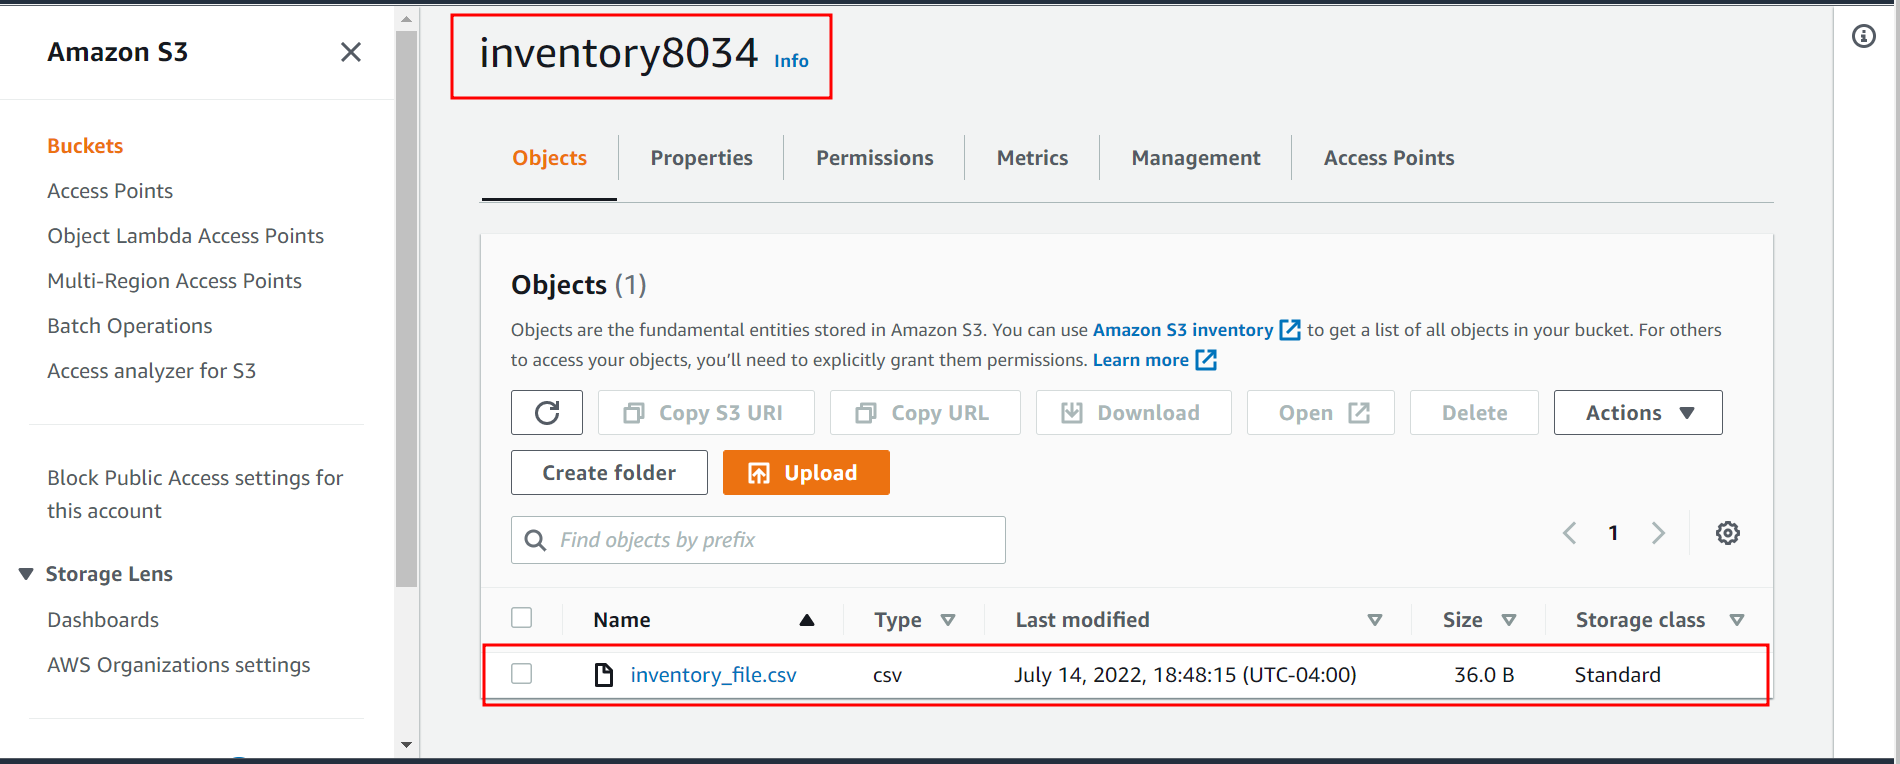 Amazon S3
Buckets
Access Points
Object Lambda Access Points
Multi-Region Access Points
Batch Operations
Access analyzer for S3
Block Public Access settings for
this account
Storage Lens
Dashboards
AWS Organizations settings
inventory8034 Info
Objects Properties Permissions Metrics Management Access Points
Objects (1)
Objects are the fundamental entities stored in Amazon S3. You can use Amazon S3 inventory to get a list of all objects in your bucket. For others
to access your objects, you’ll need to explicitly grant them permissions. Learn more
Copy S3 URI Copy URL Download Open Delete Actions
Create folder Upload
Find objects by prefix 1
Name Type Last modified Size Storage class
inventory_file.csv csv July 14, 2022, 18:48:15 (UTC-04:00) 36.0 B Standard